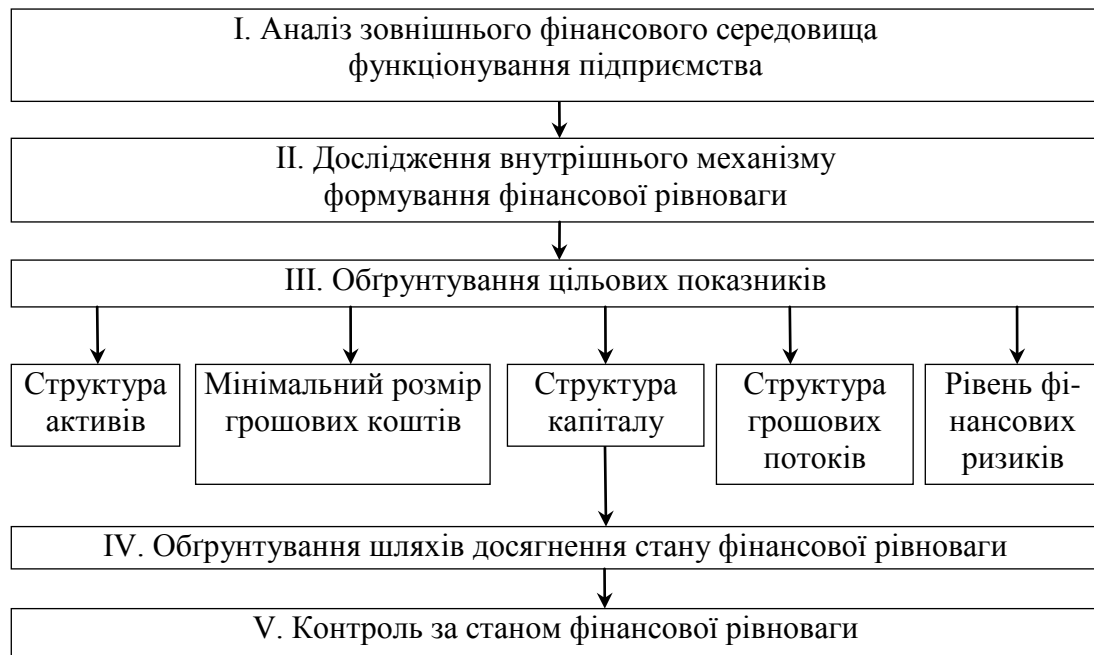 I. Аналіз зовнішнього фінансового середовища
функціонування підприємства
II. Дослідження внутрішнього механізму
формування фінансової рівноваги
III. Обґрунтування цільових показників
Структура
активів
Мінімальний розмір
грошових коштів
Структура
капіталу
Структура
грошових
потоків
Рівень фі-
нансових
ризиків
IV. Обґрунтування шляхів досягнення стану фінансової рівноваги
V. Контроль за станом фінансової рівноваги